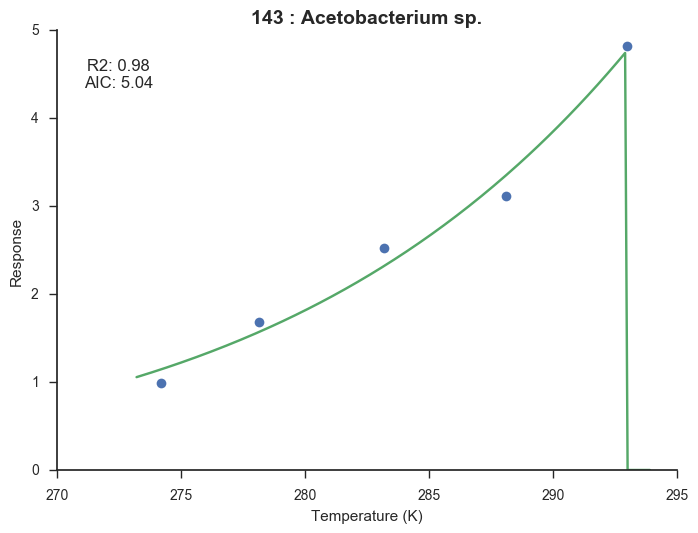 143 : Acetobacterium sp.
R2: 0.98
AIC: 5.04
5
4
3
2
1
0
Response
270 275 280 285 290 295
Temperature (K)